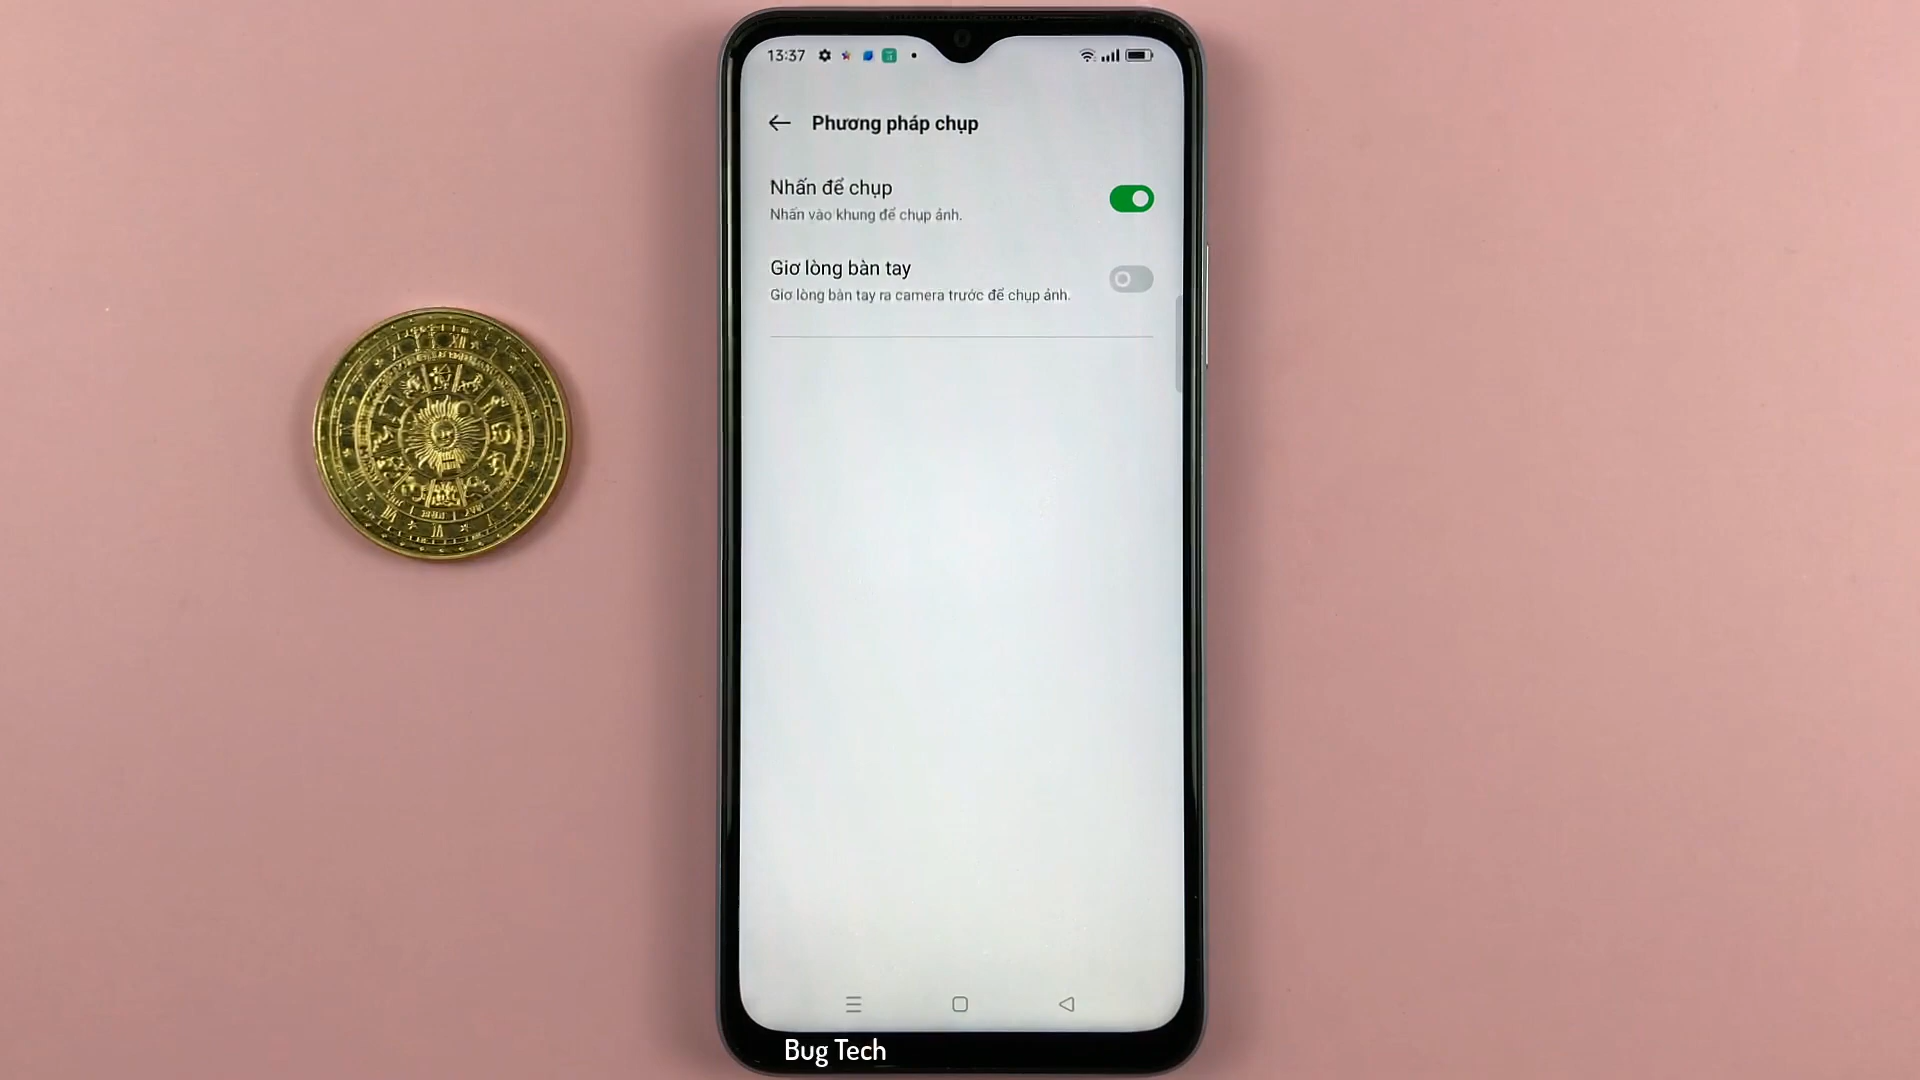 13:37
Phương pháp chụp
Nhấn để chụp
Nhấn vào khung để chụp ảnh.
Giơ lòng bàn tay
Giơ lòng bàn tay ra camera trước để chụp ảnh.
Bug Tech